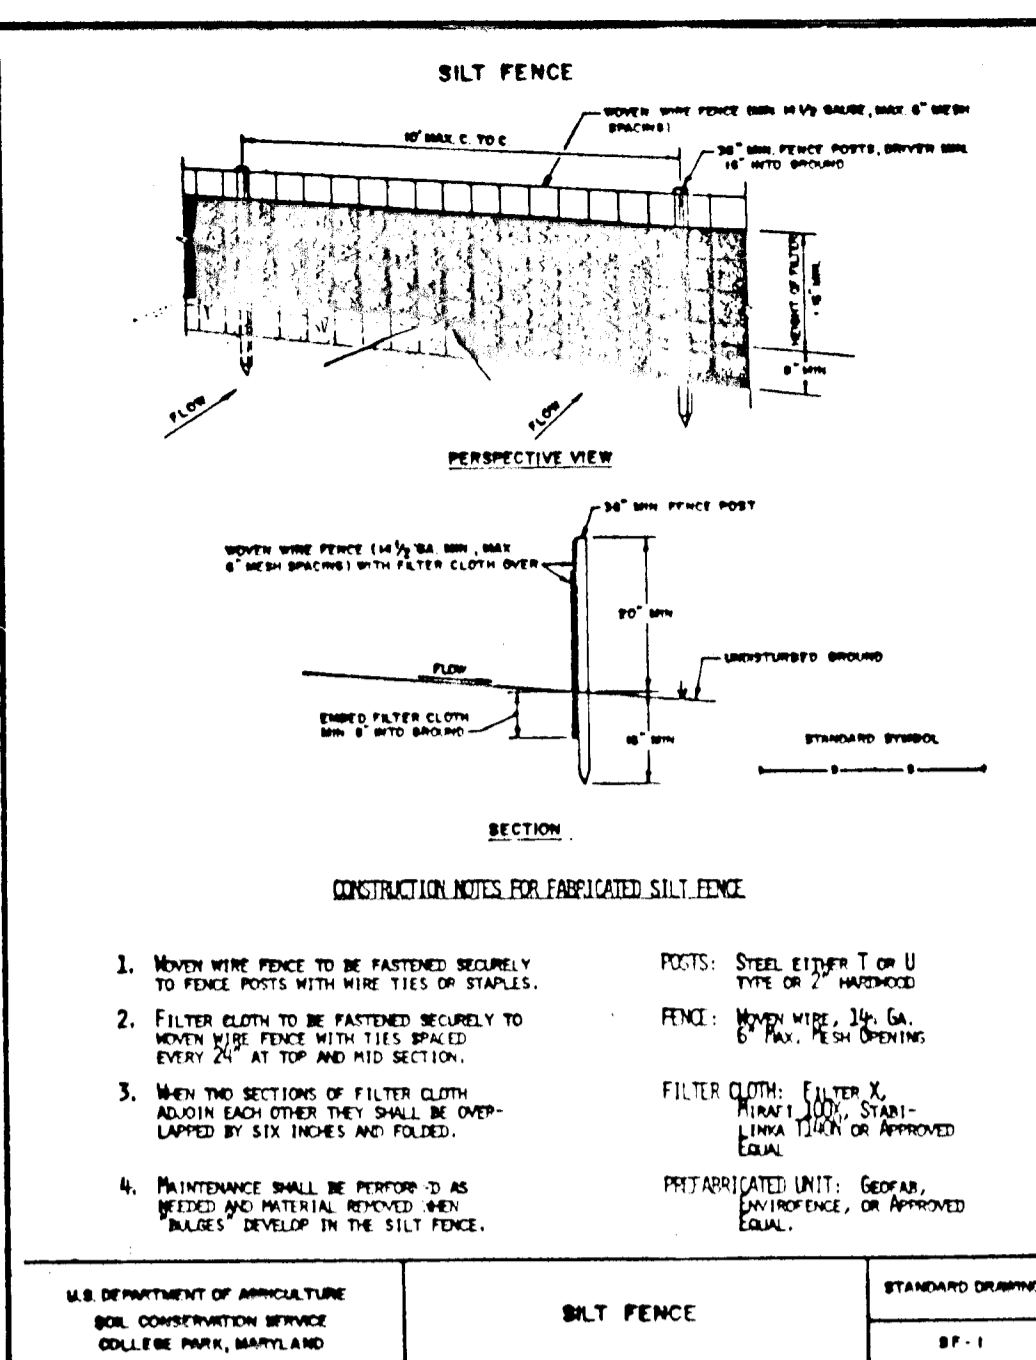 SILT FENCE
WOVEN WIRE FENCE (MIN. 14 1/2 GAUGE, MAX. 6" MESH
SPACING)
10' MAX. C. TO C.
36" MIN. FENCE POSTS, DRIVEN MIN.
16" INTO GROUND
HEIGHT OF FILTER
MIN.
8" MIN
FLOW
FLOW
PERSPECTIVE VIEW
36" MIN FENCE POST
WOVEN WIRE FENCE (14 1/2 GA. MIN., MAX
6" MESH SPACING) WITH FILTER CLOTH OVER
20" MIN
UNDISTURBED GROUND
FLOW
EMBED FILTER CLOTH
MIN. 8" INTO GROUND
16" MIN
STANDARD SYMBOL
SECTION
CONSTRUCTION NOTES FOR FABRICATED SILT FENCE
1. WOVEN WIRE FENCE TO BE FASTENED SECURELY
TO FENCE POSTS WITH WIRE TIES OR STAPLES.
2. FILTER CLOTH TO BE FASTENED SECURELY TO
WOVEN WIRE FENCE WITH TIES SPACED
EVERY 24" AT TOP AND MID SECTION.
3. WHEN TWO SECTIONS OF FILTER CLOTH
ADJOIN EACH OTHER THEY SHALL BE OVER-
LAPPED BY SIX INCHES AND FOLDED.
4. MAINTENANCE SHALL BE PERFORMED AS
NEEDED AND MATERIAL REMOVED WHEN
"BULGES" DEVELOP IN THE SILT FENCE.
POSTS: STEEL EITHER T OR U
TYPE OR 2" HARDWOOD
FENCE: WOVEN WIRE, 14. GA.
6" MAX. MESH OPENING
FILTER CLOTH: FILTER X,
MIRAFI 100X, STABI-
LINKA T140N OR APPROVED
EQUAL
PREFABRICATED UNIT: GEOFAB,
ENVIROFENCE, OR APPROVED
EQUAL.
U.S. DEPARTMENT OF AGRICULTURE
SOIL CONSERVATION SERVICE
COLLEGE PARK, MARYLAND
SILT FENCE
STANDARD DRAWING
SF-1